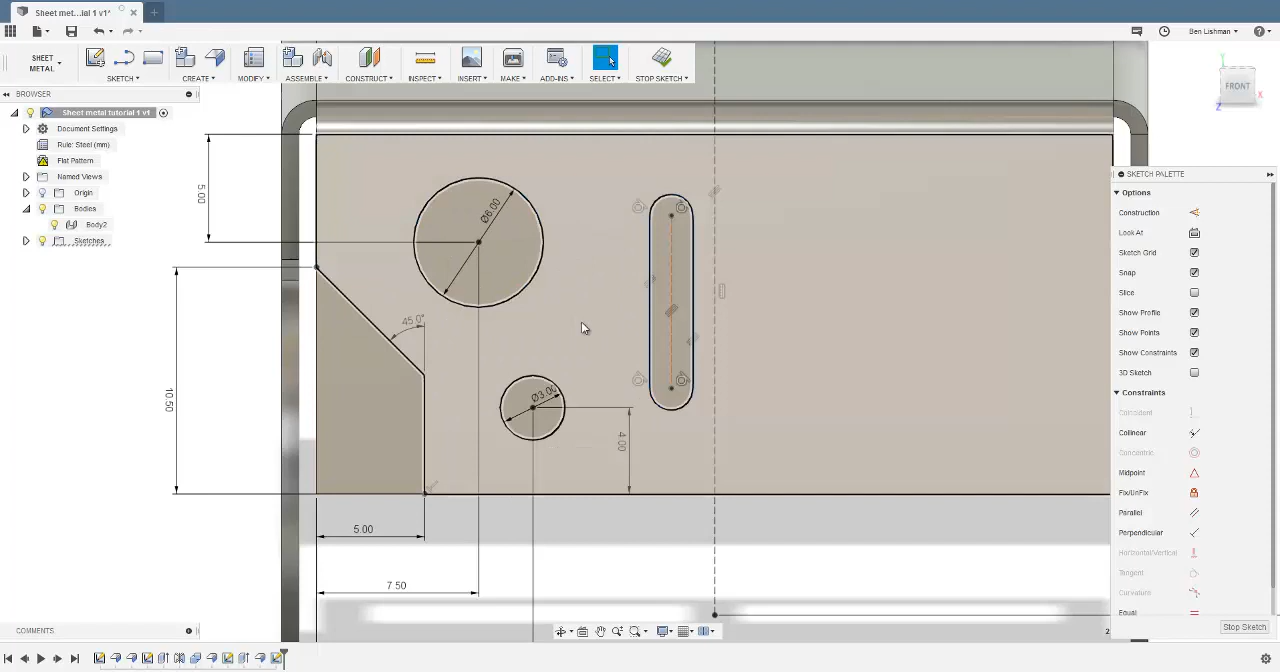 Sheet met...ial 1 v1*
Ben Lishman
SHEET
METAL
SKETCH
CREATE
MODIFY
ASSEMBLE
CONSTRUCT
INSPECT
INSERT
MAKE
ADD-INS
SELECT
STOP SKETCH
BROWSER
Sheet metal tutorial 1 v1
Document Settings
Rule: Steel (mm)
Flat Pattern
Named Views
Origin
Bodies
Body2
Sketches
Y
FRONT
X
Z
5.00
Ø6.00
45.0°
10.50
Ø3.00
4.00
5.00
7.50
SKETCH PALETTE
Options
Construction
Look At
Sketch Grid
Snap
Slice
Show Profile
Show Points
Show Constraints
3D Sketch
Constraints
Coincident
Collinear
Concentric
Midpoint
Fix/UnFix
Parallel
Perpendicular
Horizontal/Vertical
Tangent
Curvature
Equal
2
Stop Sketch
COMMENTS